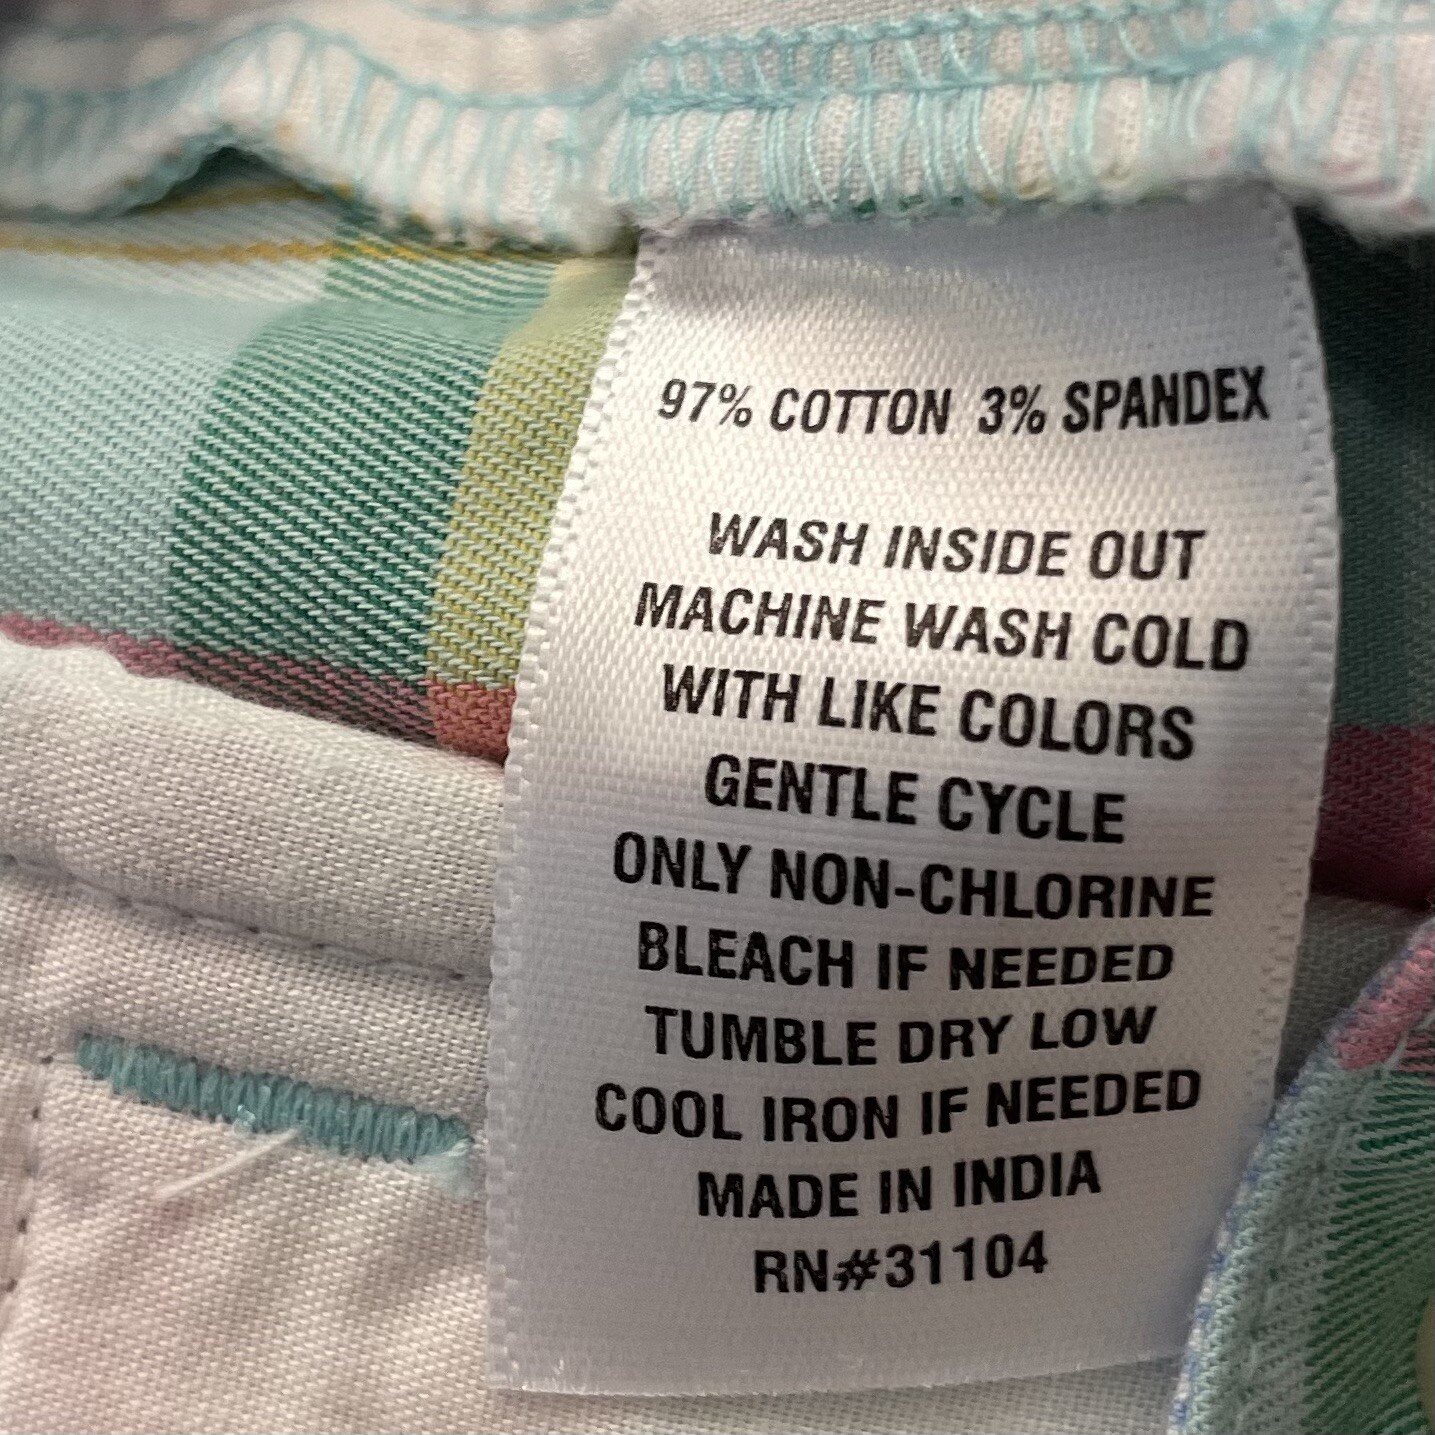 97% COTTON 3% SPANDEX
WASH INSIDE OUT
MACHINE WASH COLD
WITH LIKE COLORS
GENTLE CYCLE
ONLY NON-CHLORINE
BLEACH IF NEEDED
TUMBLE DRY LOW
COOL IRON IF NEEDED
MADE IN INDIA
RN#31104